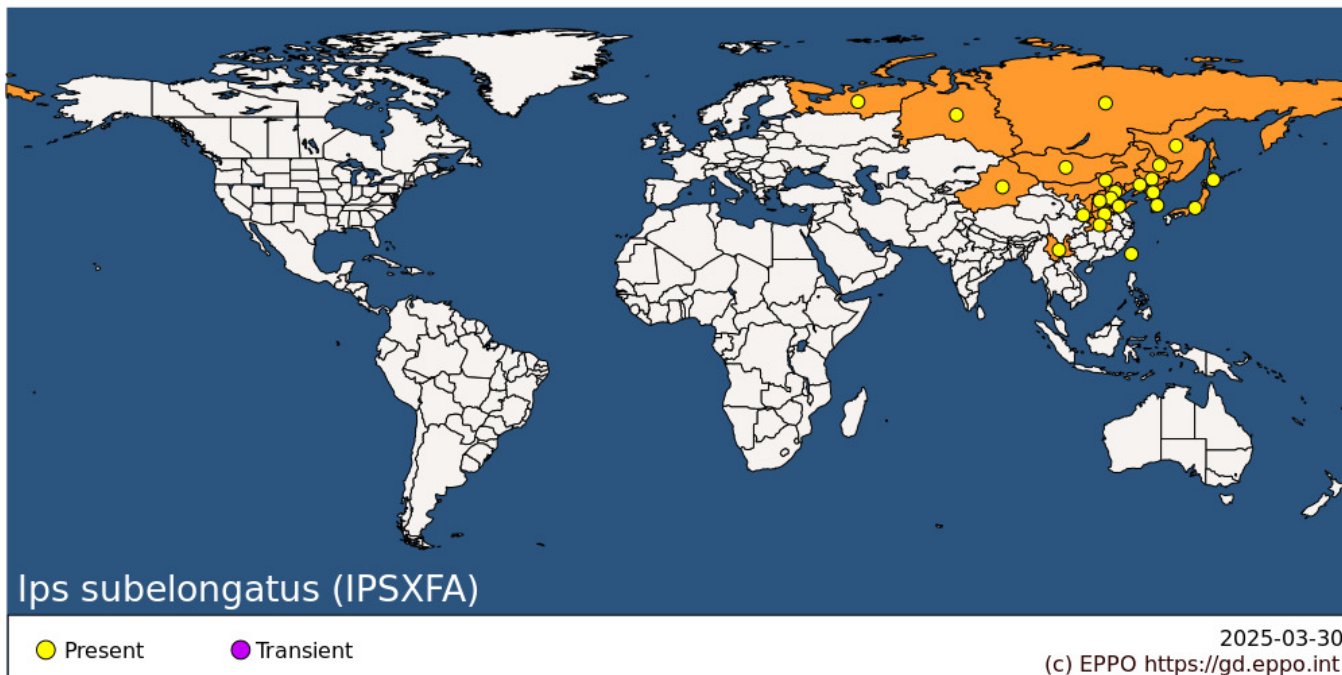 Ips subelongatus (IPSXFA)
Present
Transient
2025-03-30
(c) EPPO https://gd.eppo.int